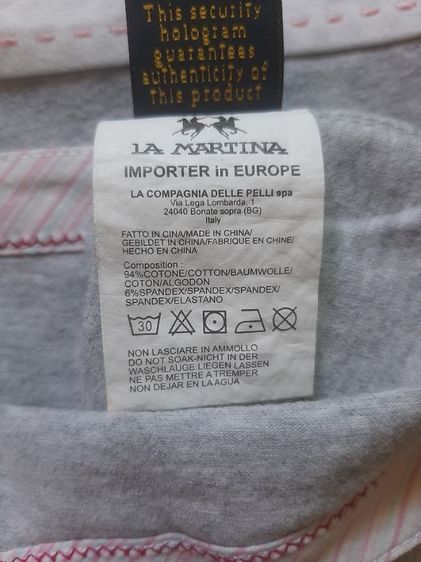 This security
hologram
guarantees
authenticity of
this product
LA MARTINA
IMPORTER in EUROPE
LA COMPAGNIA DELLE PELLI spa
Via Lega Lombarda, 1
24040 Bonate sopra (BG)
Italy
FATTO IN CINA/MADE IN CHINA/
GEBILDET IN CHINA/FABRIQUE EN CHINE/
HECHO EN CHINA
Composition :
94%COTONE/COTTON/BAUMWOLLE/
COTON/ALGODON
6%SPANDEX/SPANDEX/SPANDEX/
SPANDEX/ELASTANO
30
NON LASCIARE IN AMMOLLO
DO NOT SOAK-NICHT IN DER
WASCHLAUGE LIEGEN LASSEN
NE PAS METTRE A TREMPER
NON DEJAR EN LA AGUA